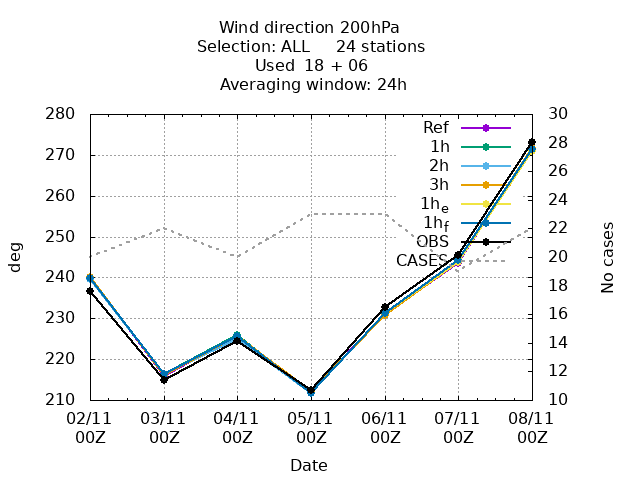 Wind direction 200hPa
Selection: ALL 24 stations
Used 18 + 06
Averaging window: 24h
280
270
260
250
240
230
220
210
deg
30
28
26
24
22
20
18
16
14
12
10
No cases
Ref
1h
2h
3h
1h_e
1h_f
OBS
CASES
02/11 03/11 04/11 05/11 06/11 07/11 08/11
00Z 00Z 00Z 00Z 00Z 00Z 00Z
Date